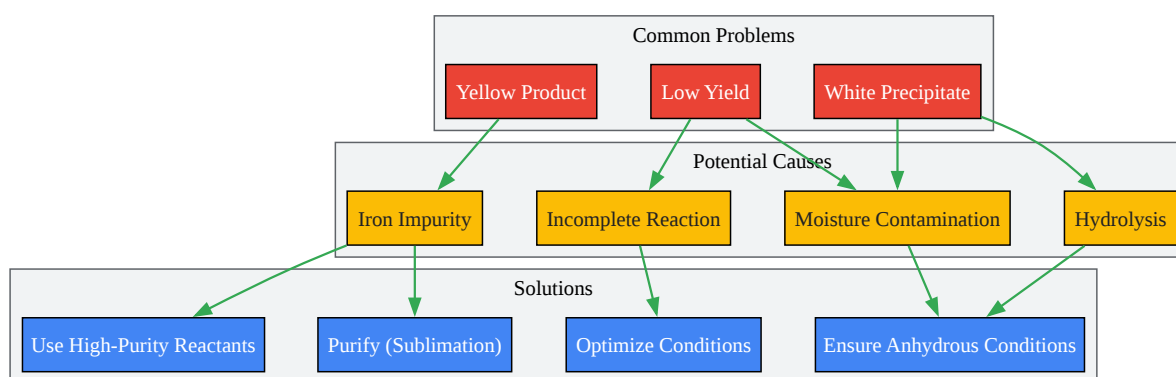 Common Problems
Yellow Product
Low Yield
White Precipitate
Potential Causes
Iron Impurity
Incomplete Reaction
Moisture Contamination
Hydrolysis
Solutions
Use High-Purity Reactants
Purify (Sublimation)
Optimize Conditions
Ensure Anhydrous Conditions